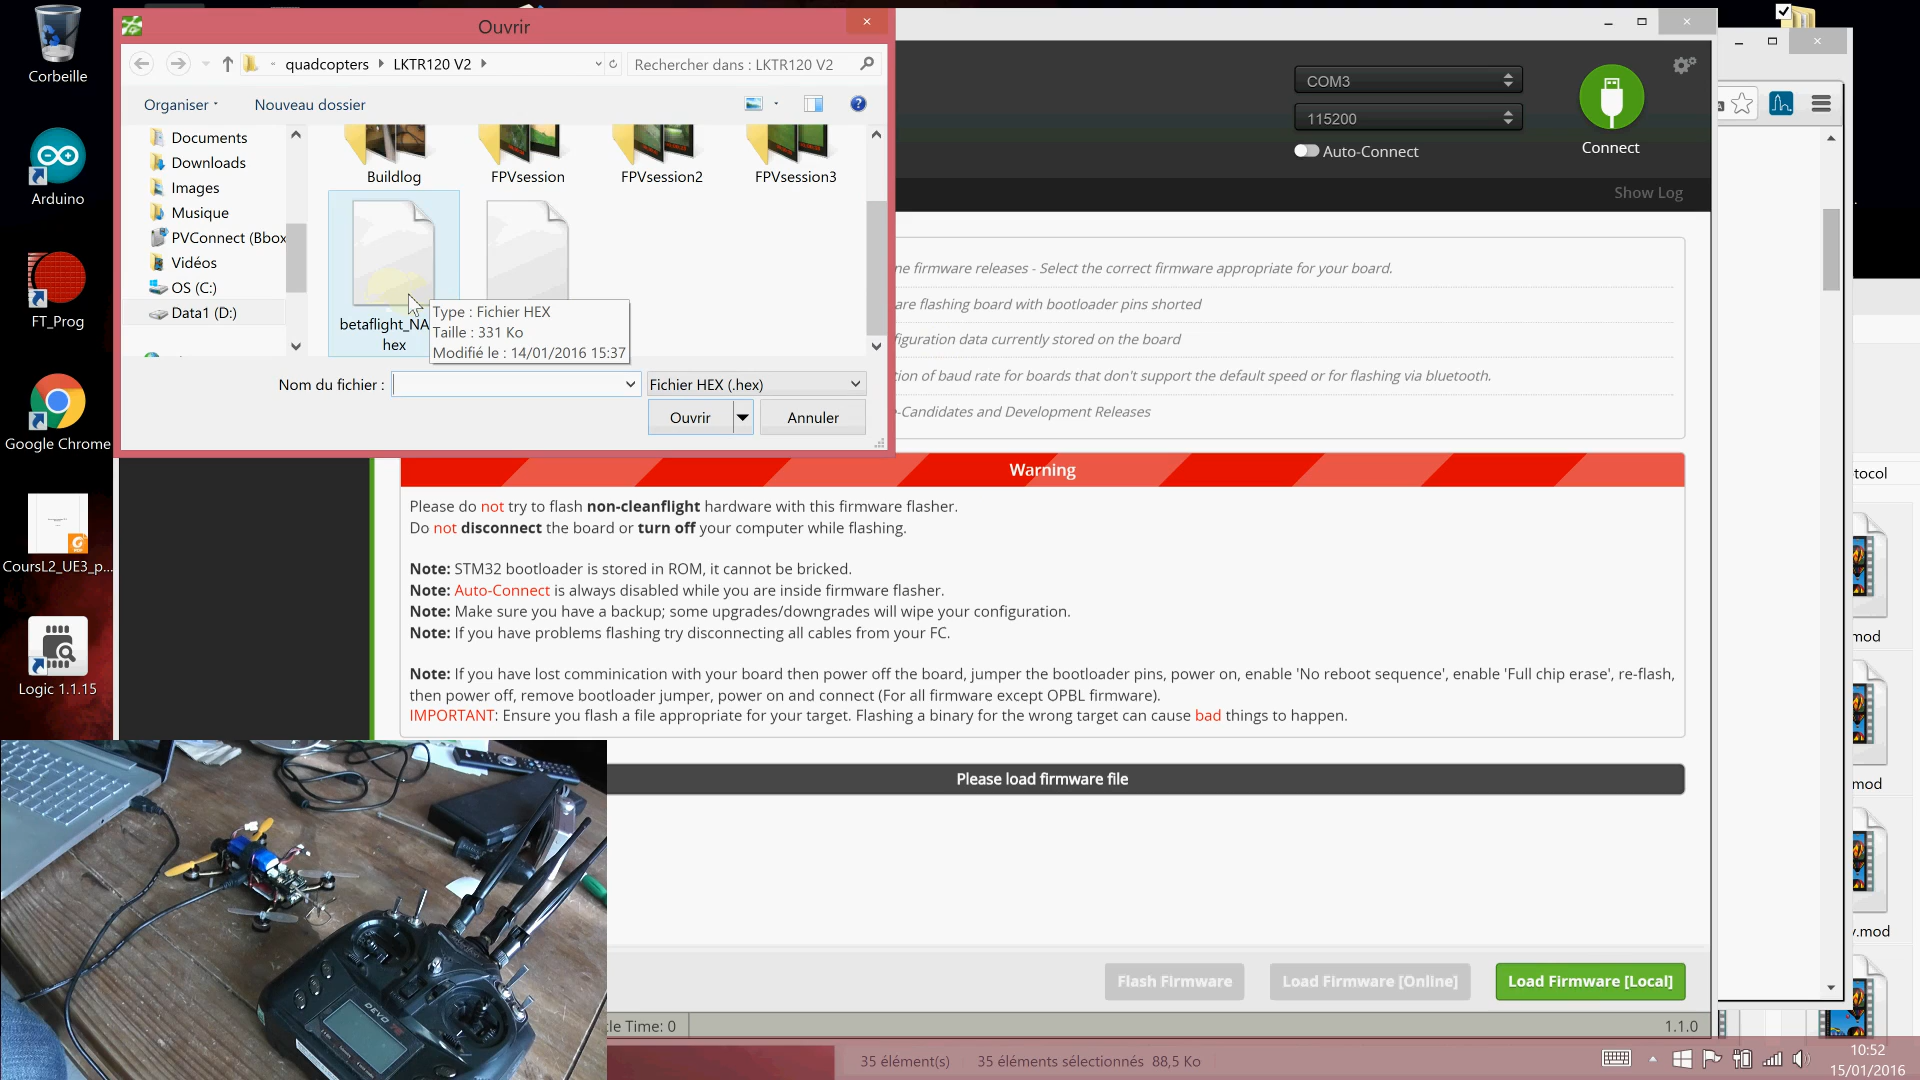 Corbeille
Arduino
FT_Prog
Google Chrome
CoursL2_UE3_p...
Logic 1.1.15
Ouvrir
quadcopters
LKTR120 V2
Rechercher dans : LKTR120 V2
Organiser
Nouveau dossier
Documents
Downloads
Images
Musique
PVConnect (Bbox
Vidéos
OS (C:)
Data1 (D:)
Buildlog
FPVsession
FPVsession2
FPVsession3
betaflight_NA
hex
Type : Fichier HEX
Taille : 331 Ko
Modifié le : 14/01/2016 15:37
Nom du fichier :
Fichier HEX (.hex)
Ouvrir
Annuler
COM3
115200
Auto-Connect
Connect
Show Log
ne firmware releases - Select the correct firmware appropriate for your board.
are flashing board with bootloader pins shorted
figuration data currently stored on the board
tion of baud rate for boards that don't support the default speed or for flashing via bluetooth.
e-Candidates and Development Releases
Warning
Please do not try to flash non-cleanflight hardware with this firmware flasher.
Do not disconnect the board or turn off your computer while flashing.
Note: STM32 bootloader is stored in ROM, it cannot be bricked.
Note: Auto-Connect is always disabled while you are inside firmware flasher.
Note: Make sure you have a backup; some upgrades/downgrades will wipe your configuration.
Note: If you have problems flashing try disconnecting all cables from your FC.
Note: If you have lost comminication with your board then power off the board, jumper the bootloader pins, power on, enable 'No reboot sequence', enable 'Full chip erase', re-flash,
then power off, remove bootloader jumper, power on and connect (For all firmware except OPBL firmware).
IMPORTANT: Ensure you flash a file appropriate for your target. Flashing a binary for the wrong target can cause bad things to happen.
Please load firmware file
Flash Firmware
Load Firmware [Online]
Load Firmware [Local]
cle Time: 0
1.1.0
otocol
mod
mod
y.mod
DEVO
35 élément(s)
35 éléments sélectionnés 88,5 Ko
10:52
15/01/2016